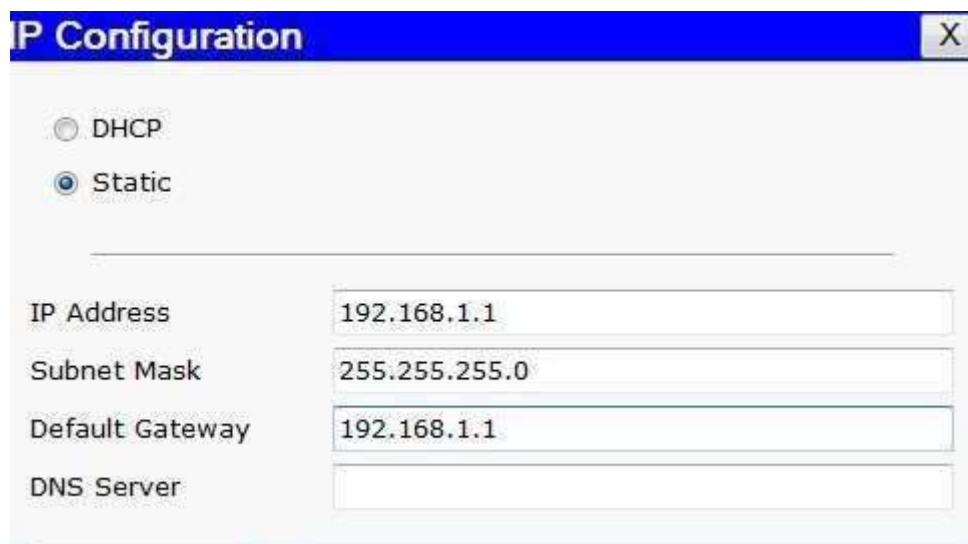 IP Configuration X
DHCP
Static
IP Address 192.168.1.1
Subnet Mask 255.255.255.0
Default Gateway 192.168.1.1
DNS Server